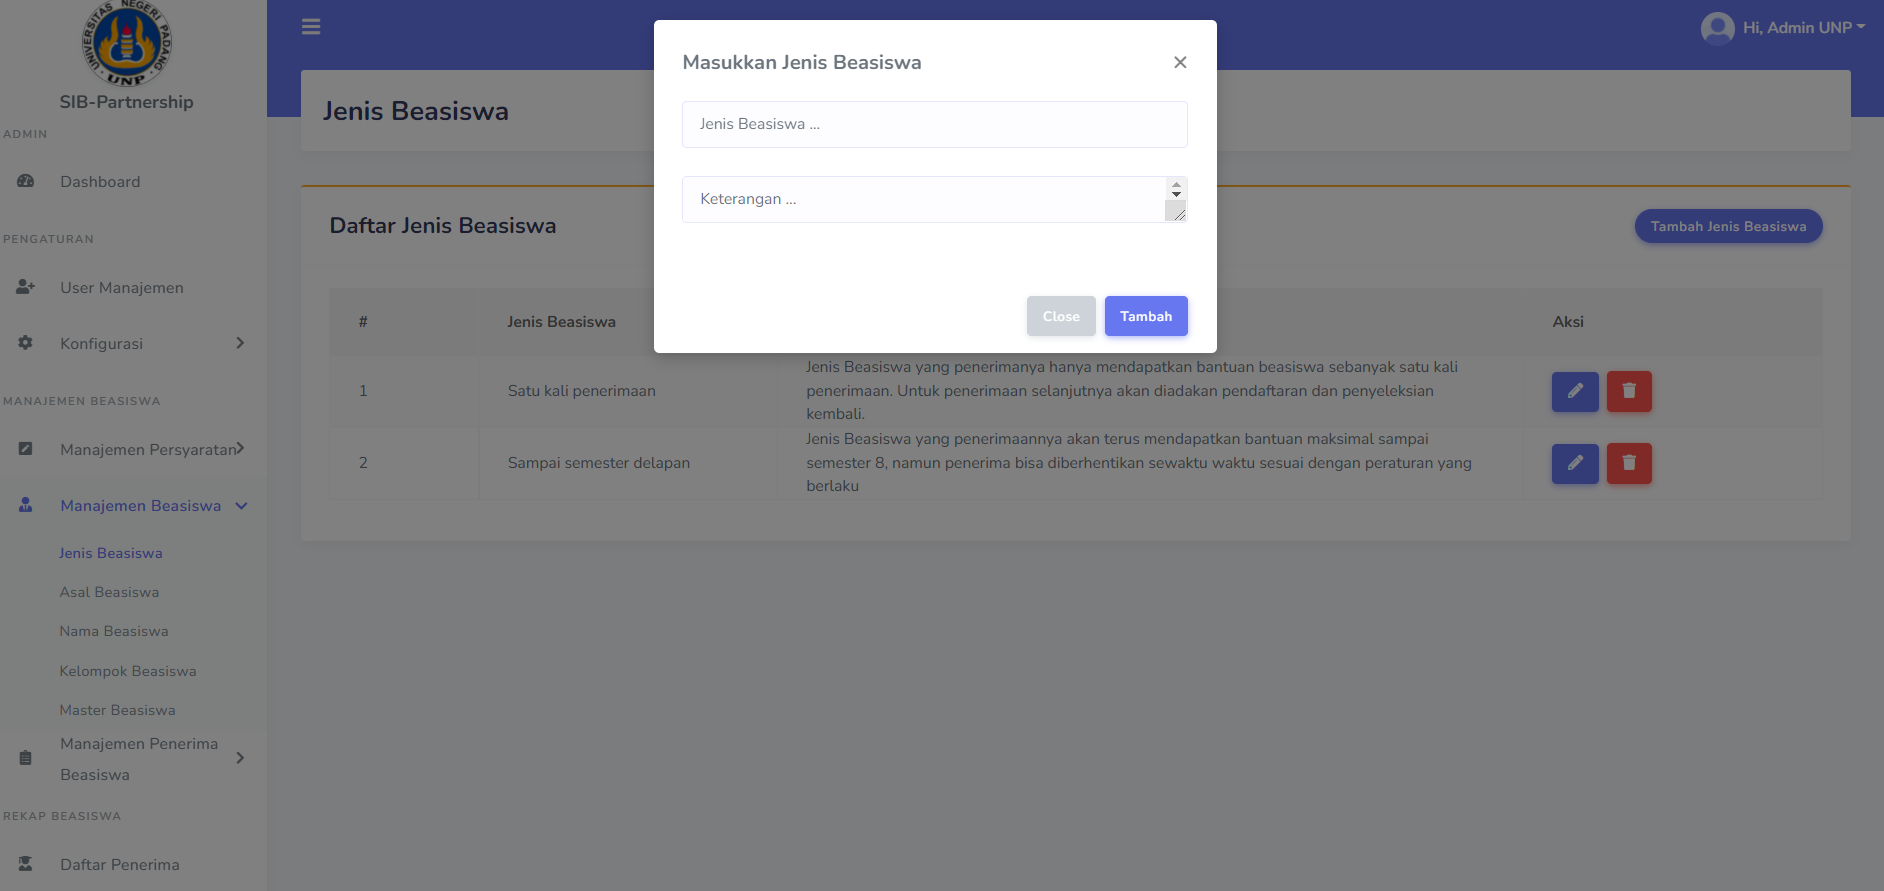 UNIVERSITAS NEGERI PADANG
UNP
SIB-Partnership
ADMIN
Dashboard
PENGATURAN
User Manajemen
Konfigurasi
MANAJEMEN BEASISWA
Manajemen Persyaratan
Manajemen Beasiswa
Jenis Beasiswa
Asal Beasiswa
Nama Beasiswa
Kelompok Beasiswa
Master Beasiswa
Manajemen Penerima
Beasiswa
REKAP BEASISWA
Daftar Penerima
Hi, Admin UNP
Jenis Beasiswa
Masukkan Jenis Beasiswa
×
Jenis Beasiswa ...
Keterangan ...
Close Tambah
Daftar Jenis Beasiswa
Tambah Jenis Beasiswa
# Jenis Beasiswa Aksi
1 Satu kali penerimaan
Jenis Beasiswa yang penerimanya hanya mendapatkan bantuan beasiswa sebanyak satu kali
penerimaan. Untuk penerimaan selanjutnya akan diadakan pendaftaran dan penyeleksian
kembali.
2 Sampai semester delapan
Jenis Beasiswa yang penerimaannya akan terus mendapatkan bantuan maksimal sampai
semester 8, namun penerima bisa diberhentikan sewaktu waktu sesuai dengan peraturan yang
berlaku